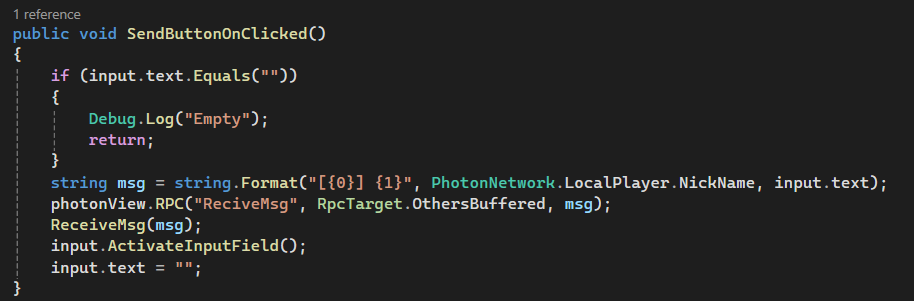 1 reference
public void SendButtonOnClicked()
{
if (input.text.Equals(""))
{
Debug.Log("Empty");
return;
}
string msg = string.Format("[{0}] {1}", PhotonNetwork.LocalPlayer.NickName, input.text);
photonView.RPC("ReciveMsg", RpcTarget.OthersBuffered, msg);
ReceiveMsg(msg);
input.ActivateInputField();
input.text = "";
}